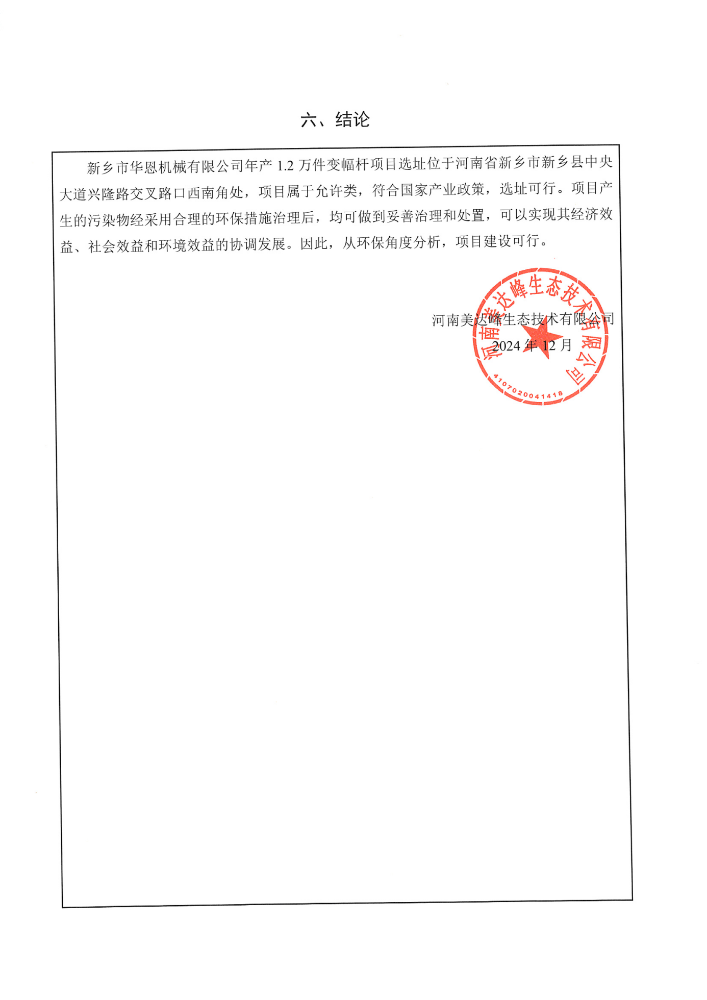 六、结论
新乡市华恩机械有限公司年产 1.2 万件变幅杆项目选址位于河南省新乡市新乡县中央
大道兴隆路交叉路口西南角处，项目属于允许类，符合国家产业政策，选址可行。项目产
生的污染物经采用合理的环保措施治理后，均可做到妥善治理和处置，可以实现其经济效
益、社会效益和环境效益的协调发展。因此，从环保角度分析，项目建设可行。
河南美达峰生态技术有限公司
2024 年 12 月
河南美达峰生态技术有限公司
4107020041418